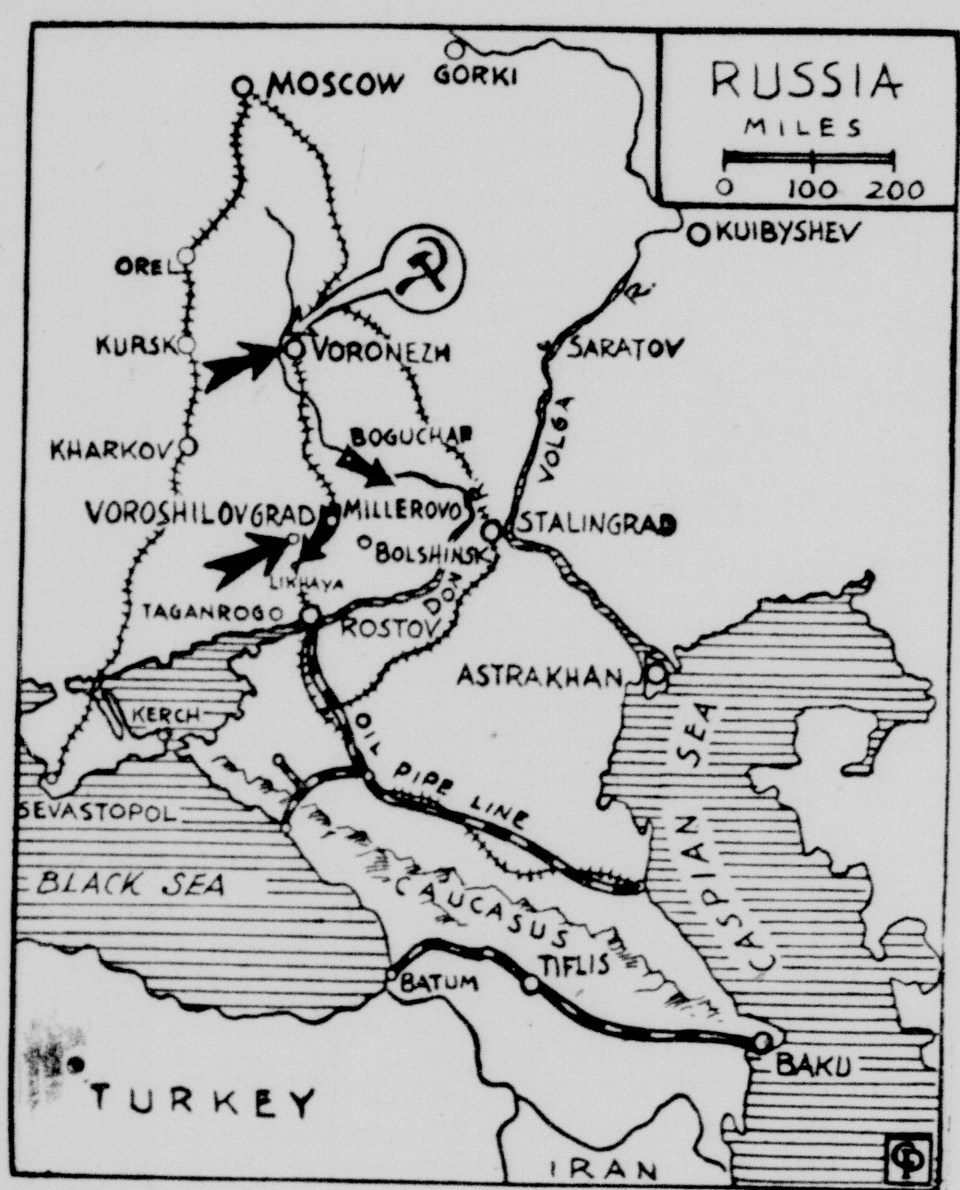 RUSSIA
MILES
0 100 200
MOSCOW
GORKI
KUIBYSHEV
OREL
KURSK
VORONEZH
SARATOV
R.
VOLGA
KHARKOV
BOGUCHAR
VOROSHILOVGRAD
MILLEROVO
STALINGRAD
BOLSHINSK
LIKHAYA
DON
TAGANROG
ROSTOV
ASTRAKHAN
KERCH
OIL PIPE LINE
SEVASTOPOL
CASPIAN SEA
BLACK SEA
CAUCASUS
TIFLIS
BATUM
BAKU
TURKEY
IRAN
CP